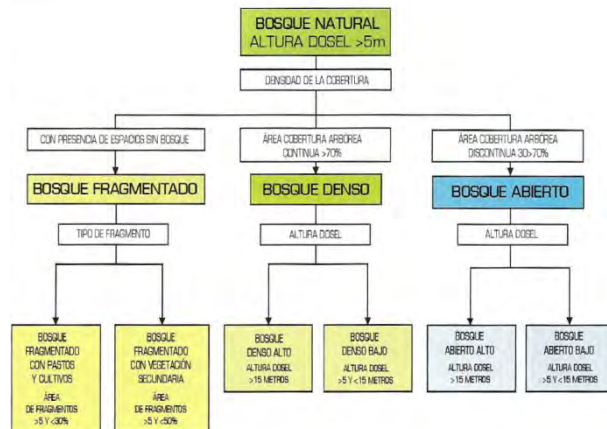 BOSQUE NATURAL
ALTURA DOSEL >5m
DENSIDAD DE LA COBERTURA
CON PRESENCIA DE ESPACIOS SIN BOSQUE
ÁREA COBERTURA ARBÓREA
CONTINUA >70%
ÁREA COBERTURA ARBÓREA
DISCONTINUA 30>70%
BOSQUE FRAGMENTADO
BOSQUE DENSO
BOSQUE ABIERTO
TIPO DE FRAGMENTO
ALTURA DOSEL
ALTURA DOSEL
BOSQUE
FRAGMENTADO
CON PASTOS
Y CULTIVOS
ÁREA
DE FRAGMENTOS
>5 Y <30%
BOSQUE
FRAGMENTADO
CON VEGETACIÓN
SECUNDARIA
ÁREA
DE FRAGMENTOS
>5 Y <50%
BOSQUE
DENSO ALTO
ALTURA DOSEL
>15 METROS
BOSQUE
DENSO BAJO
ALTURA DOSEL
>5 Y <15 METROS
BOSQUE
ABIERTO ALTO
ALTURA DOSEL
>15 METROS
BOSQUE
ABIERTO BAJO
ALTURA DOSEL
>5 Y <15 METROS